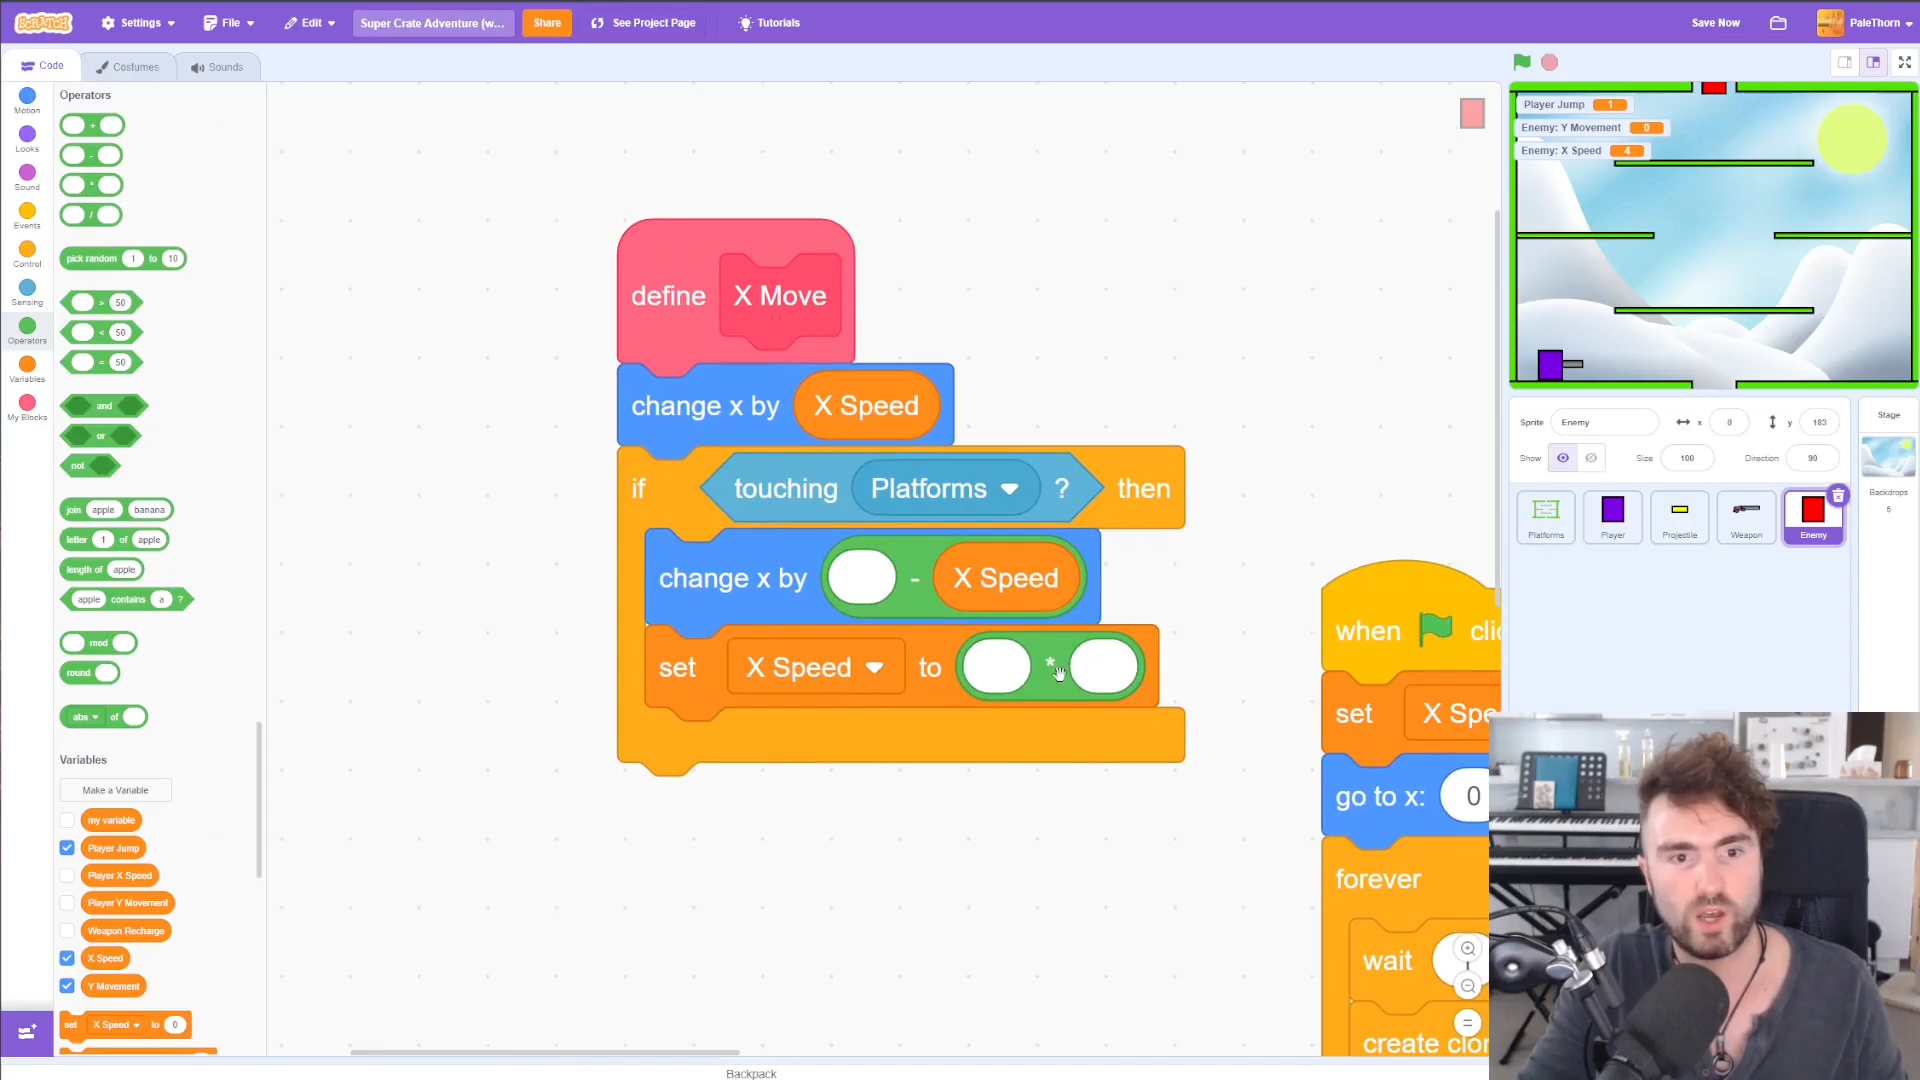 SCRATCH
Settings
File
Edit
Super Crate Adventure (w...
Share
See Project Page
Tutorials
Save Now
PaleThorn
Code
Costumes
Sounds
Motion
Looks
Sound
Events
Control
Sensing
Operators
Variables
My Blocks
Operators
+
-
*
/
pick random 1 to 10
> 50
< 50
= 50
and
or
not
join apple banana
letter 1 of apple
length of apple
apple contains a ?
mod
round
abs of
Variables
Make a Variable
my variable
Player Jump
Player X Speed
Player Y Movement
Weapon Recharge
X Speed
Y Movement
set X Speed to 0
define X Move
change x by X Speed
if touching Platforms ? then
change x by - X Speed
set X Speed to *
when clic
set X Spe
go to x: 0
forever
wait
create clon
Backpack
Player Jump 1
Enemy: Y Movement 0
Enemy: X Speed 4
Sprite Enemy x 0 y 183
Show Size 100 Direction 90
Platforms
Player
Projectile
Weapon
Enemy
Stage
Backdrops
5